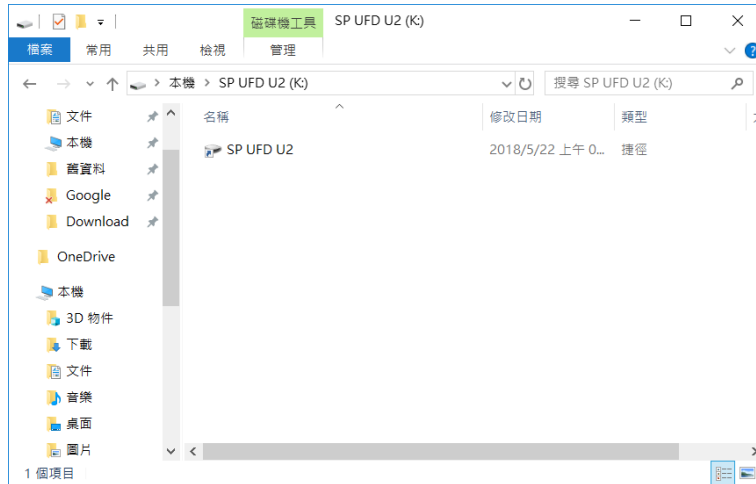 磁碟機工具 SP UFD U2 (K:)
檔案 常用 共用 檢視 管理
本機 > SP UFD U2 (K:) 搜尋 SP UFD U2 (K:)
名稱 修改日期 類型
SP UFD U2 2018/5/22 上午 0... 捷徑
文件
本機
舊資料
Google
Download
OneDrive
本機
3D 物件
下載
文件
音樂
桌面
圖片
1 個項目